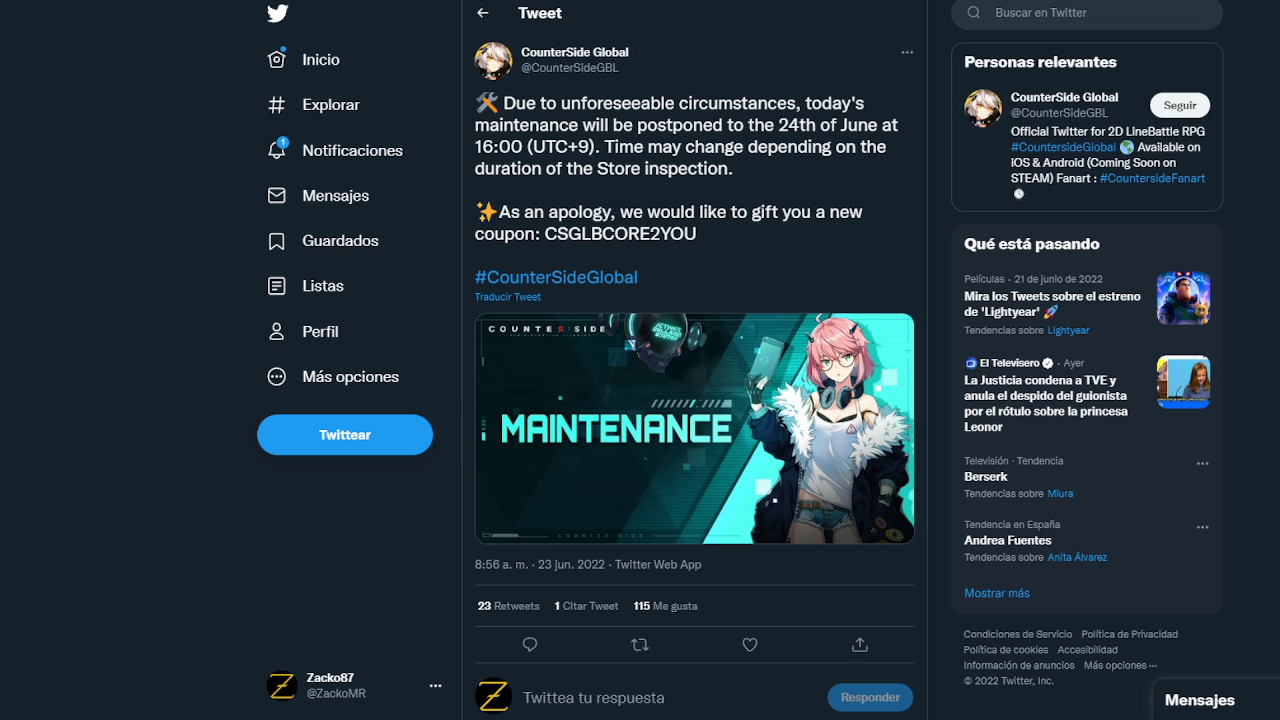 Inicio
Explorar
1
Notificaciones
Mensajes
Guardados
Listas
Perfil
Más opciones
Twittear
Zacko87
@ZackoMR
Tweet
CounterSide Global
@CounterSideGBL
🛠️ Due to unforeseeable circumstances, today's
maintenance will be postponed to the 24th of June at
16:00 (UTC+9). Time may change depending on the
duration of the Store inspection.
✨As an apology, we would like to gift you a new
coupon: CSGLBCORE2YOU
#CounterSideGlobal
Traducir Tweet
COUNTER:SIDE
MAINTENANCE
COUNTER SIDE
8:56 a. m. · 23 jun. 2022 · Twitter Web App
23 Retweets 1 Citar Tweet 115 Me gusta
Twittea tu respuesta
Responder
Buscar en Twitter
Personas relevantes
CounterSide Global
@CounterSideGBL
Seguir
Official Twitter for 2D LineBattle RPG
#CountersideGlobal 🌎 Available on
iOS & Android (Coming Soon on
STEAM) Fanart : #CountersideFanart
🕒
Qué está pasando
Películas · 21 de junio de 2022
Mira los Tweets sobre el estreno
de 'Lightyear' 🚀
Tendencias sobre Lightyear
El Televisero · Ayer
La Justicia condena a TVE y
anula el despido del guionista
por el rótulo sobre la princesa
Leonor
Televisión · Tendencia
Berserk
Tendencias sobre Miura
Tendencia en España
Andrea Fuentes
Tendencias sobre Anita Álvarez
Mostrar más
Condiciones de Servicio Política de Privacidad
Política de cookies Accesibilidad
Información de anuncios Más opciones ···
© 2022 Twitter, Inc.
Mensajes